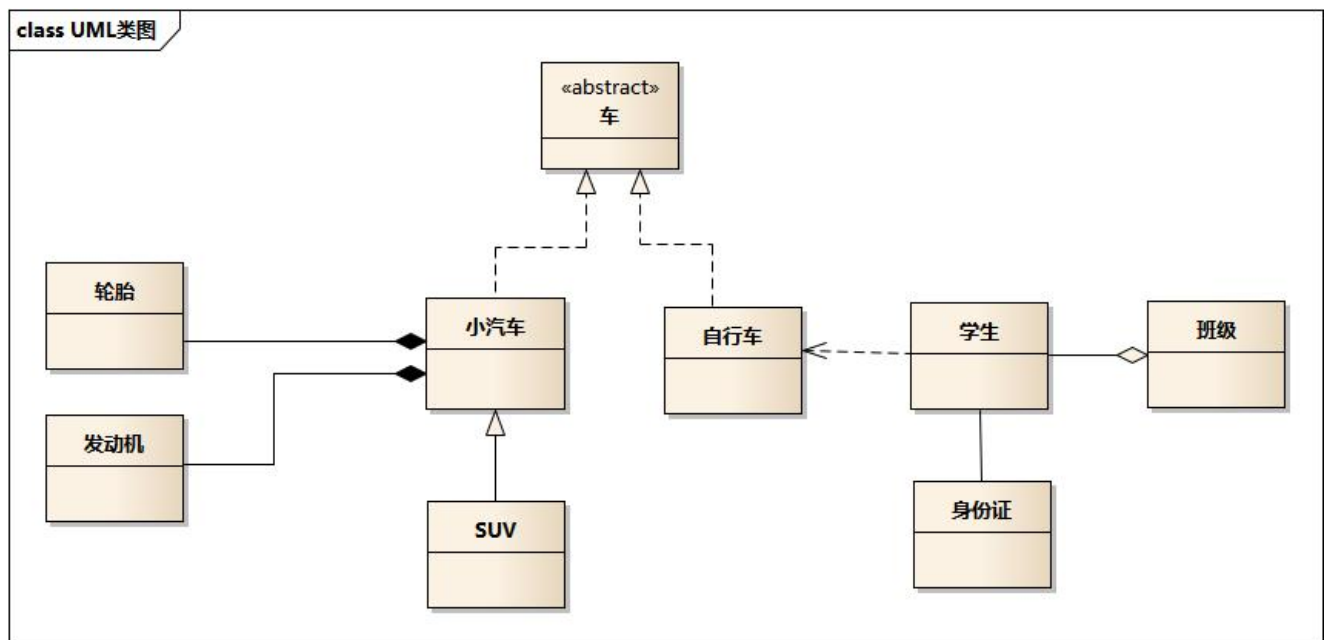 class UML类图
«abstract»
车
轮胎
小汽车
自行车
学生
班级
发动机
SUV
身份证